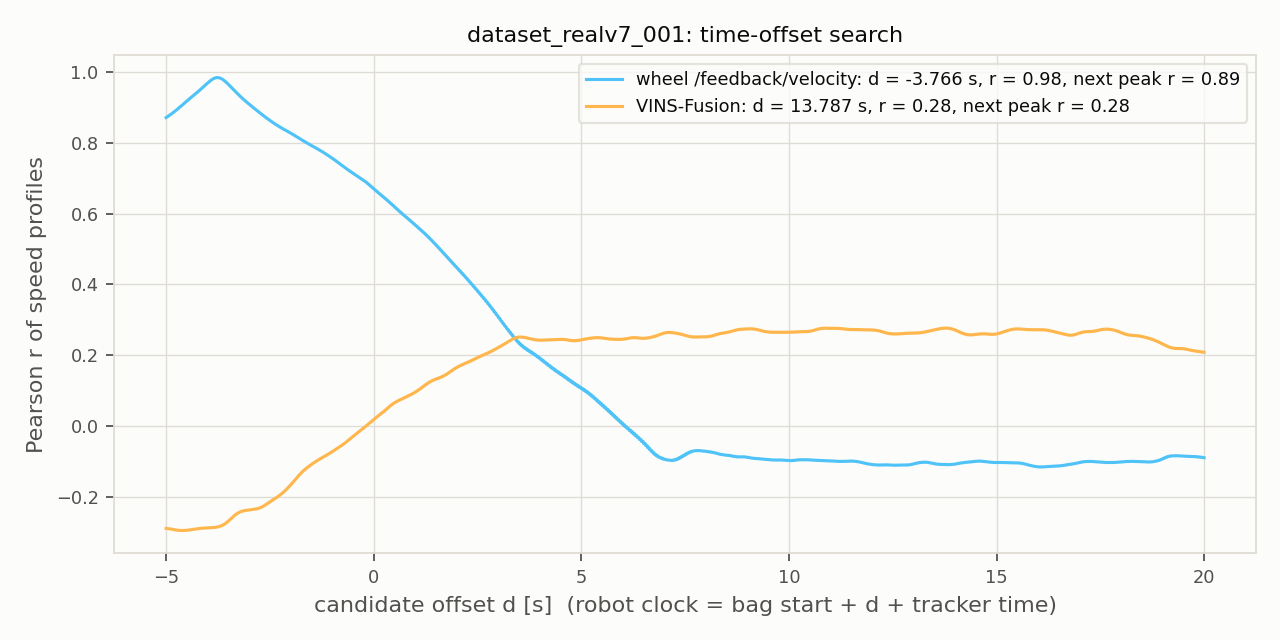 dataset_realv7_001: time-offset search
wheel /feedback/velocity: d = -3.766 s, r = 0.98, next peak r = 0.89
VINS-Fusion: d = 13.787 s, r = 0.28, next peak r = 0.28
Pearson r of speed profiles
1.0
0.8
0.6
0.4
0.2
0.0
−0.2
−5
0
5
10
15
20
candidate offset d [s]  (robot clock = bag start + d + tracker time)